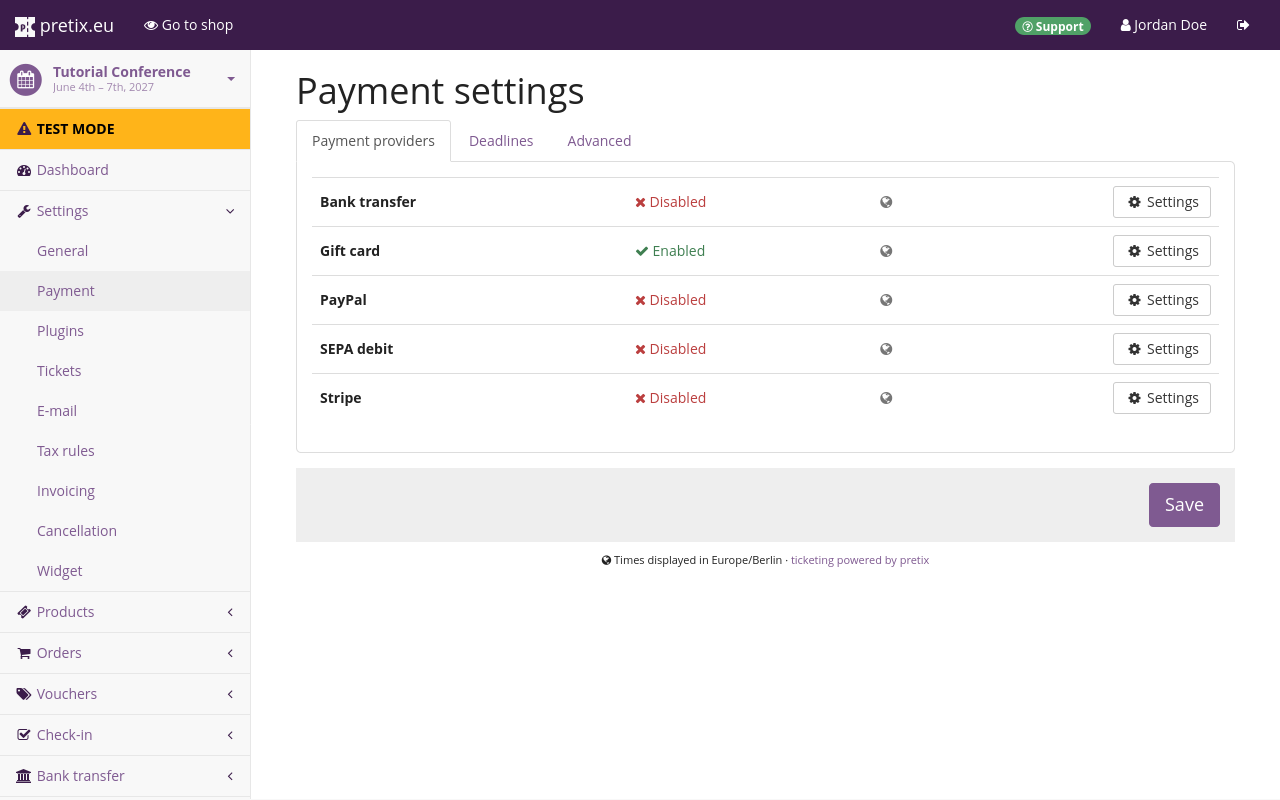 pretix.eu
Go to shop
Support
Jordan Doe
Tutorial Conference
June 4th – 7th, 2027
TEST MODE
Dashboard
Settings
General
Payment
Plugins
Tickets
E-mail
Tax rules
Invoicing
Cancellation
Widget
Products
Orders
Vouchers
Check-in
Bank transfer
Payment settings
Payment providers Deadlines Advanced
Bank transfer Disabled Settings
Gift card Enabled Settings
PayPal Disabled Settings
SEPA debit Disabled Settings
Stripe Disabled Settings
Save
Times displayed in Europe/Berlin · ticketing powered by pretix